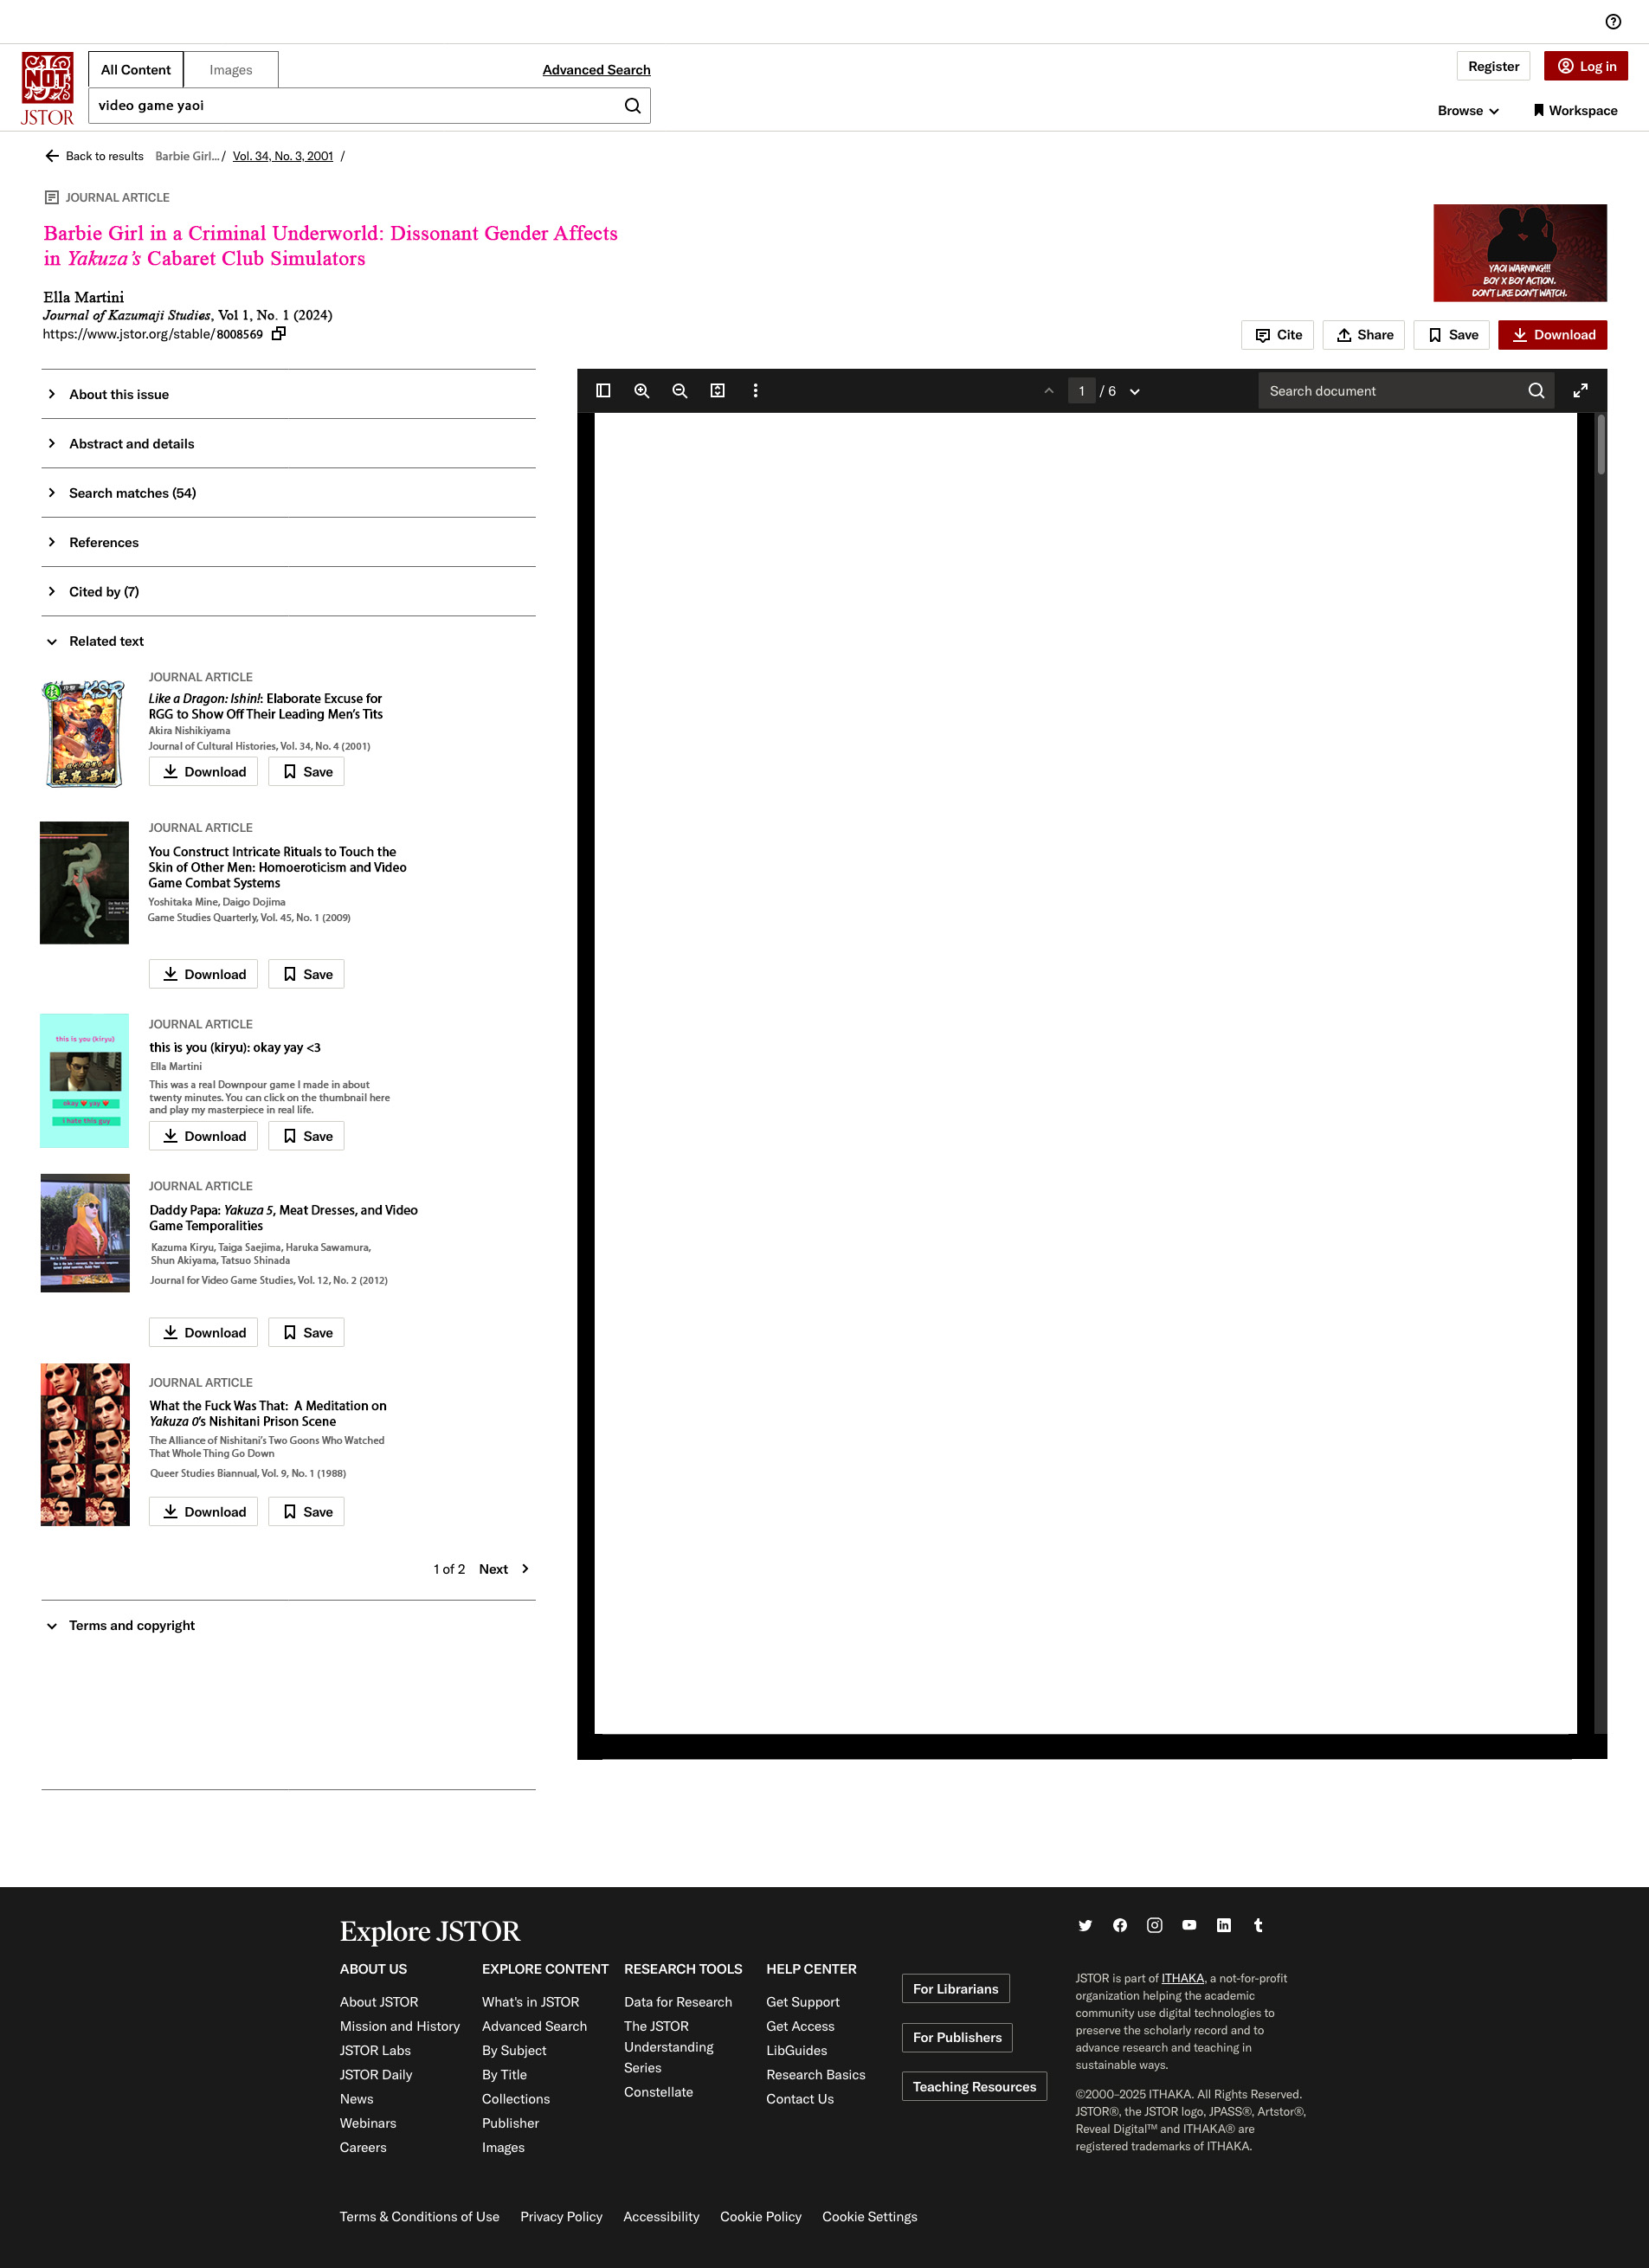 NOT
JSTOR
All Content
Images
Advanced Search
video game yaoi
Register
Log in
Browse
Workspace
Back to results Barbie Girl... / Vol. 34, No. 3, 2001 /
JOURNAL ARTICLE
Barbie Girl in a Criminal Underworld: Dissonant Gender Affects
in Yakuza's Cabaret Club Simulators
Ella Martini
Journal of Kazumaji Studies, Vol 1, No. 1 (2024)
https://www.jstor.org/stable/8008569
YAOI WARNING!!!
BOY X BOY ACTION.
DON'T LIKE DON'T WATCH.
Cite
Share
Save
Download
About this issue
Abstract and details
Search matches (54)
References
Cited by (7)
Related text
1 / 6
Search document
KSR
JOURNAL ARTICLE
Like a Dragon: Ishin!: Elaborate Excuse for
RGG to Show Off Their Leading Men's Tits
Akira Nishikiyama
Journal of Cultural Histories, Vol. 34, No. 4 (2001)
Download
Save
JOURNAL ARTICLE
You Construct Intricate Rituals to Touch the
Skin of Other Men: Homoeroticism and Video
Game Combat Systems
Yoshitaka Mine, Daigo Dojima
Game Studies Quarterly, Vol. 45, No. 1 (2009)
Download
Save
this is you (kiryu)
okay ❤ yay ❤
I hate this guy
JOURNAL ARTICLE
this is you (kiryu): okay yay <3
Ella Martini
This was a real Downpour game I made in about
twenty minutes. You can click on the thumbnail here
and play my masterpiece in real life.
Download
Save
JOURNAL ARTICLE
Daddy Papa: Yakuza 5, Meat Dresses, and Video
Game Temporalities
Kazuma Kiryu, Taiga Saejima, Haruka Sawamura,
Shun Akiyama, Tatsuo Shinada
Journal for Video Game Studies, Vol. 12, No. 2 (2012)
Download
Save
JOURNAL ARTICLE
What the Fuck Was That: A Meditation on
Yakuza 0's Nishitani Prison Scene
The Alliance of Nishitani's Two Goons Who Watched
That Whole Thing Go Down
Queer Studies Biannual, Vol. 9, No. 1 (1988)
Download
Save
1 of 2 Next
Terms and copyright
Explore JSTOR
ABOUT US
About JSTOR
Mission and History
JSTOR Labs
JSTOR Daily
News
Webinars
Careers
EXPLORE CONTENT
What's in JSTOR
Advanced Search
By Subject
By Title
Collections
Publisher
Images
RESEARCH TOOLS
Data for Research
The JSTOR
Understanding
Series
Constellate
HELP CENTER
Get Support
Get Access
LibGuides
Research Basics
Contact Us
For Librarians
For Publishers
Teaching Resources
JSTOR is part of ITHAKA, a not-for-profit
organization helping the academic
community use digital technologies to
preserve the scholarly record and to
advance research and teaching in
sustainable ways.
©2000–2025 ITHAKA. All Rights Reserved.
JSTOR®, the JSTOR logo, JPASS®, Artstor®,
Reveal Digital™ and ITHAKA® are
registered trademarks of ITHAKA.
Terms & Conditions of Use
Privacy Policy
Accessibility
Cookie Policy
Cookie Settings